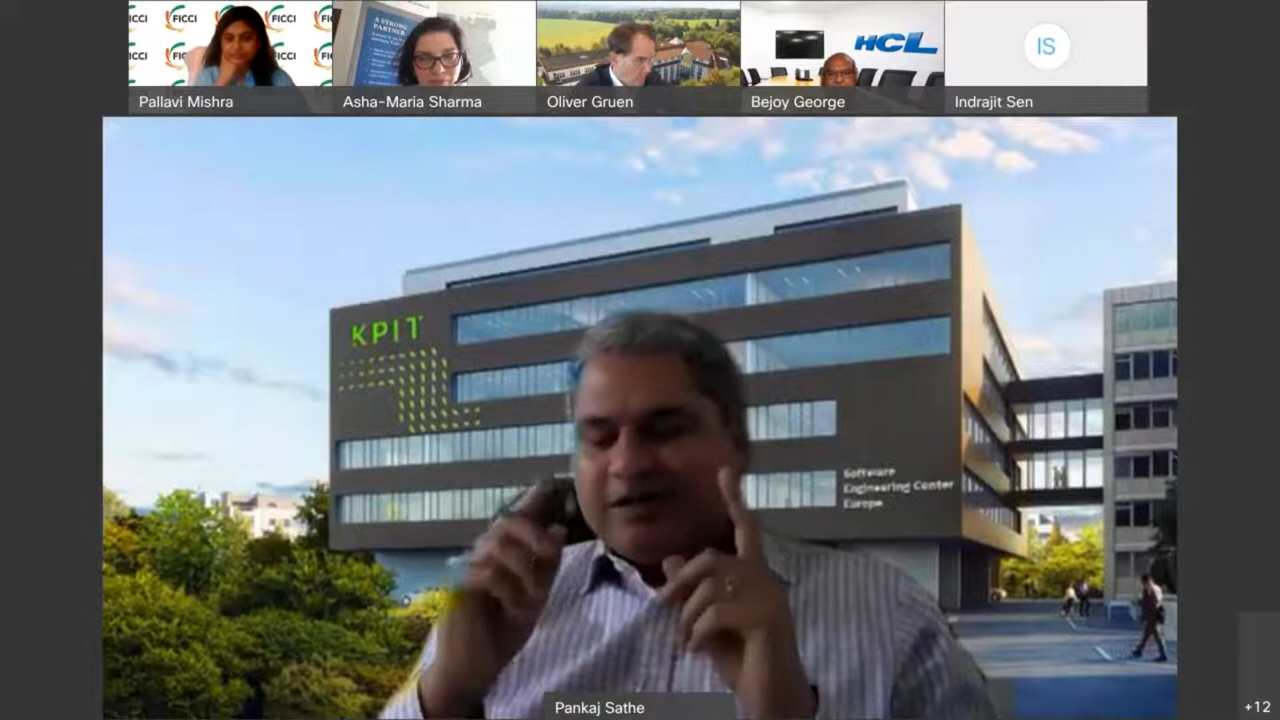 FICCI
FICCI
FICCI
FICCI
FICCI
A STRONG
PARTNER
HCL
IS
Pallavi Mishra
Asha-Maria Sharma
Oliver Gruen
Bejoy George
Indrajit Sen
KPIT
Software
Engineering Center
Europe
Pankaj Sathe
+12